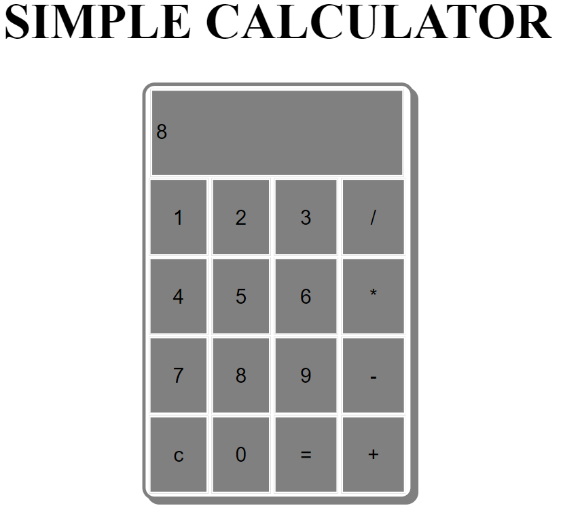 SIMPLE CALCULATOR
8
1 2 3 /
4 5 6 *
7 8 9 -
c 0 = +